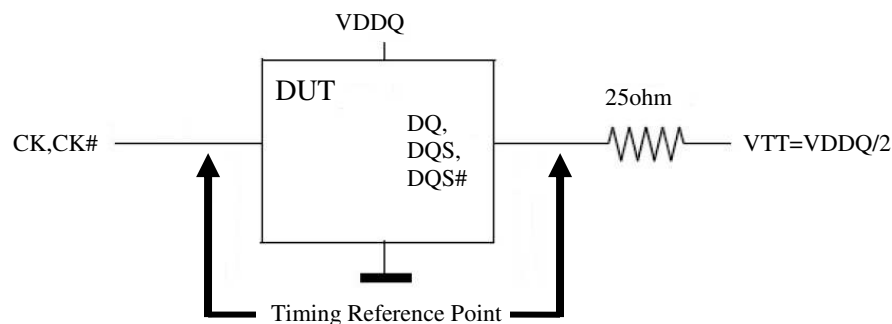 VDDQ
DUT
25ohm
CK,CK#
DQ,
DQS,
DQS#
VTT=VDDQ/2
Timing Reference Point